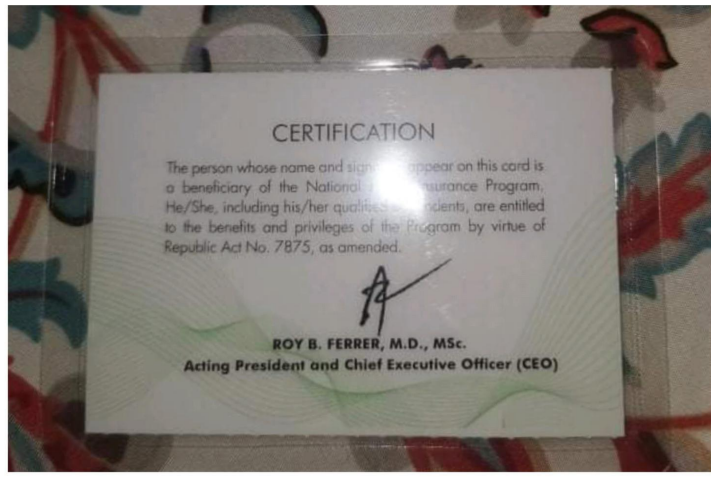 CERTIFICATION
The person whose name and appear on this card is
a beneficiary of the National Insurance Program.
He/She, including his/her qualified dependents, are entitled
to the benefits and privileges of the Program by virtue of
Republic Act No. 7875, as amended.
ROY B. FERRER, M.D., MSc.
Acting President and Chief Executive Officer (CEO)